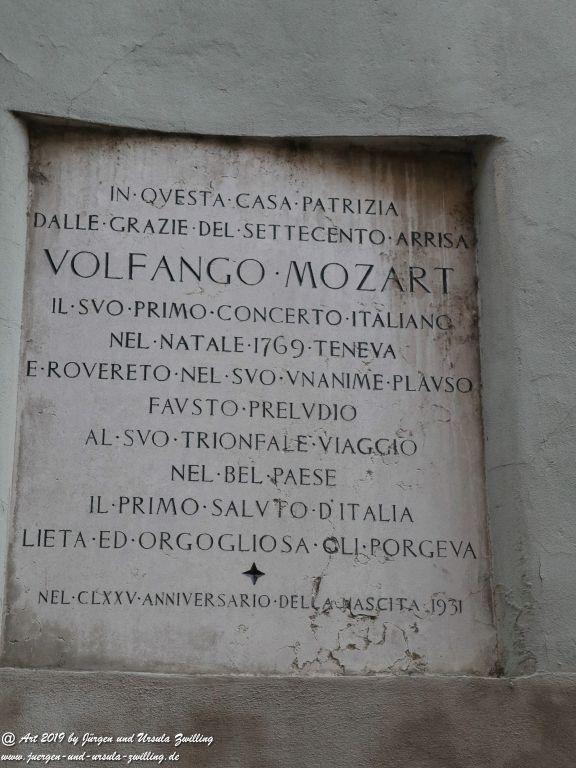 IN·QVESTA·CASA·PATRIZIA
DALLE·GRAZIE·DEL·SETTECENTO·ARRISA
VOLFANGO·MOZART
IL·SVO·PRIMO·CONCERTO·ITALIANO
NEL·NATALE·1769·TENEVA
E·ROVERETO·NEL·SVO·VNANIME·PLAVSO
FAVSTO·PRELVDIO
AL·SVO·TRIONFALE·VIAGGIO
NEL·BEL·PAESE
IL·PRIMO·SALVTO·D'ITALIA
LIETA·ED·ORGOGLIOSA·GLI·PORGEVA
NEL·CLXXV·ANNIVERSARIO·DELLA·NASCITA·1931
@ Art 2019 by Jürgen und Ursula Zwilling
www.juergen-und-ursula-zwilling.de